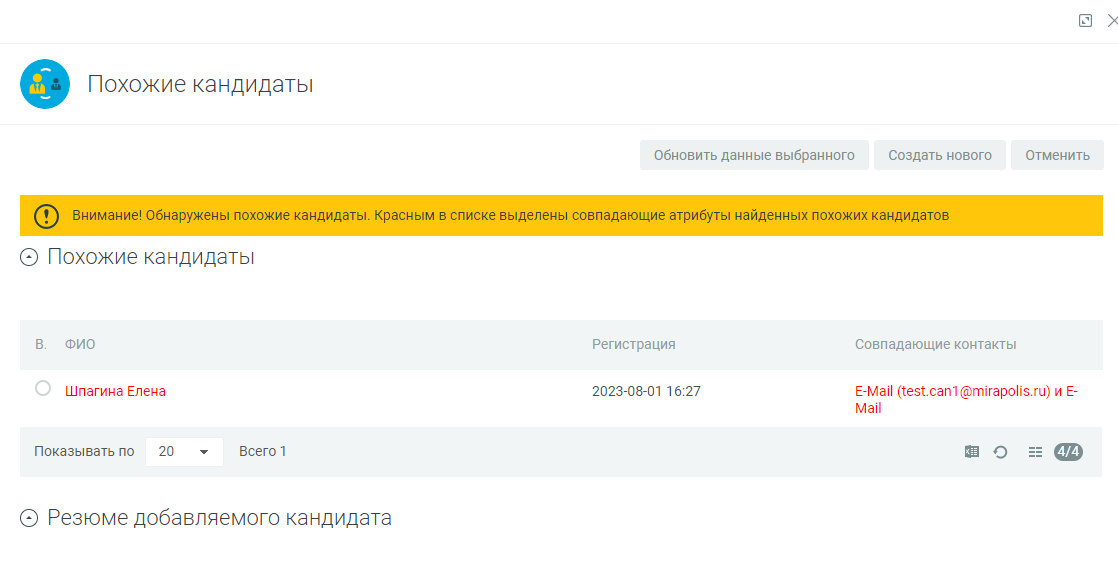 Похожие кандидаты
Обновить данные выбранного Создать нового Отменить
Внимание! Обнаружены похожие кандидаты. Красным в списке выделены совпадающие атрибуты найденных похожих кандидатов
Похожие кандидаты
В. ФИО Регистрация Совпадающие контакты
Шпагина Елена 2023-08-01 16:27 E-Mail (test.can1@mirapolis.ru) и E-
Mail
Показывать по 20 Всего 1 4/4
Резюме добавляемого кандидата